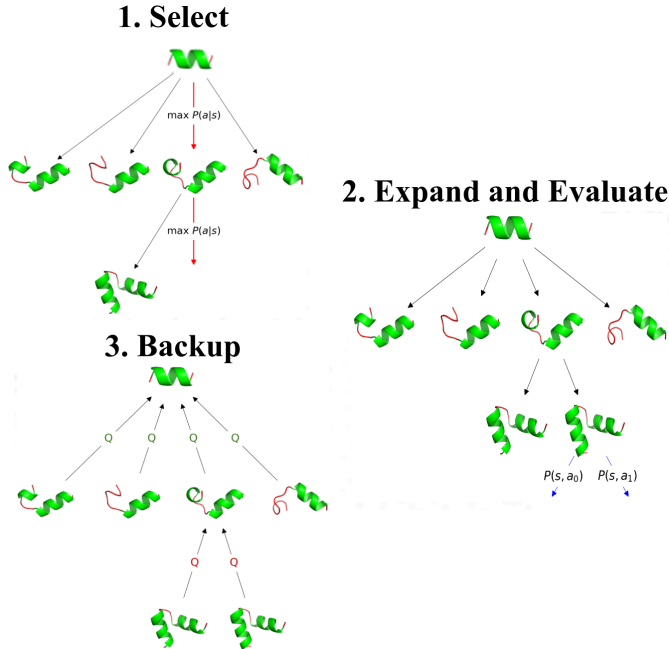 1. Select
max P(a|s)
max P(a|s)
2. Expand and Evaluate
P(s, a₀) P(s, a₁)
3. Backup
Q Q Q Q
Q Q